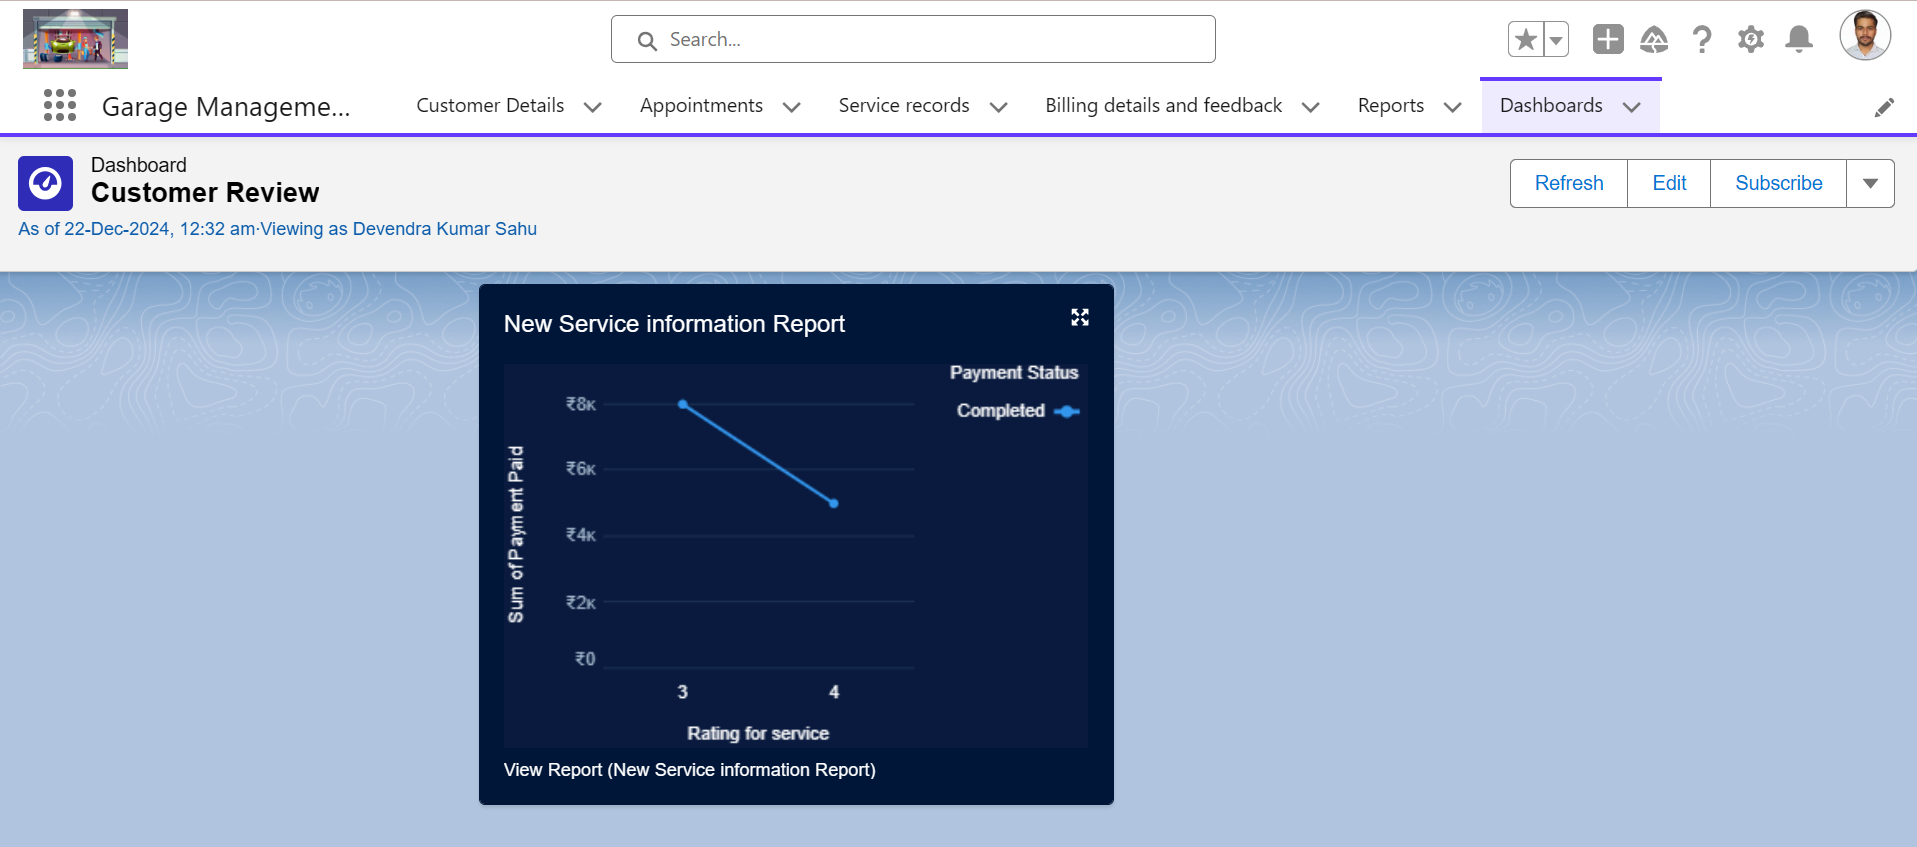 Search...
Garage Manageme...
Customer Details
Appointments
Service records
Billing details and feedback
Reports
Dashboards
Dashboard
Customer Review
As of 22-Dec-2024, 12:32 am·Viewing as Devendra Kumar Sahu
Refresh
Edit
Subscribe
New Service information Report
Payment Status
Completed
Sum of Payment Paid
₹8K
₹6K
₹4K
₹2K
₹0
3
4
Rating for service
View Report (New Service information Report)